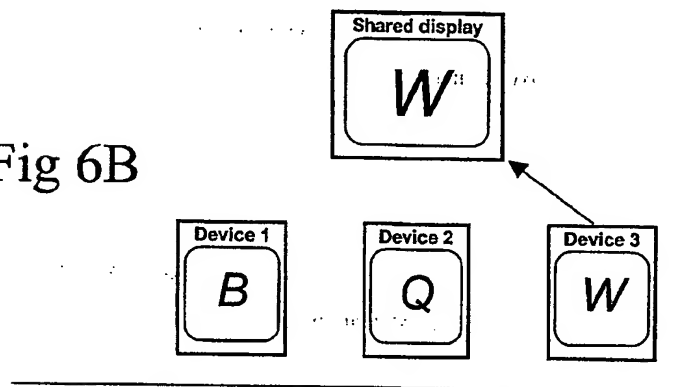 Shared display
W
Fig 6B
Device 1
Device 2
Device 3
B
Q
W